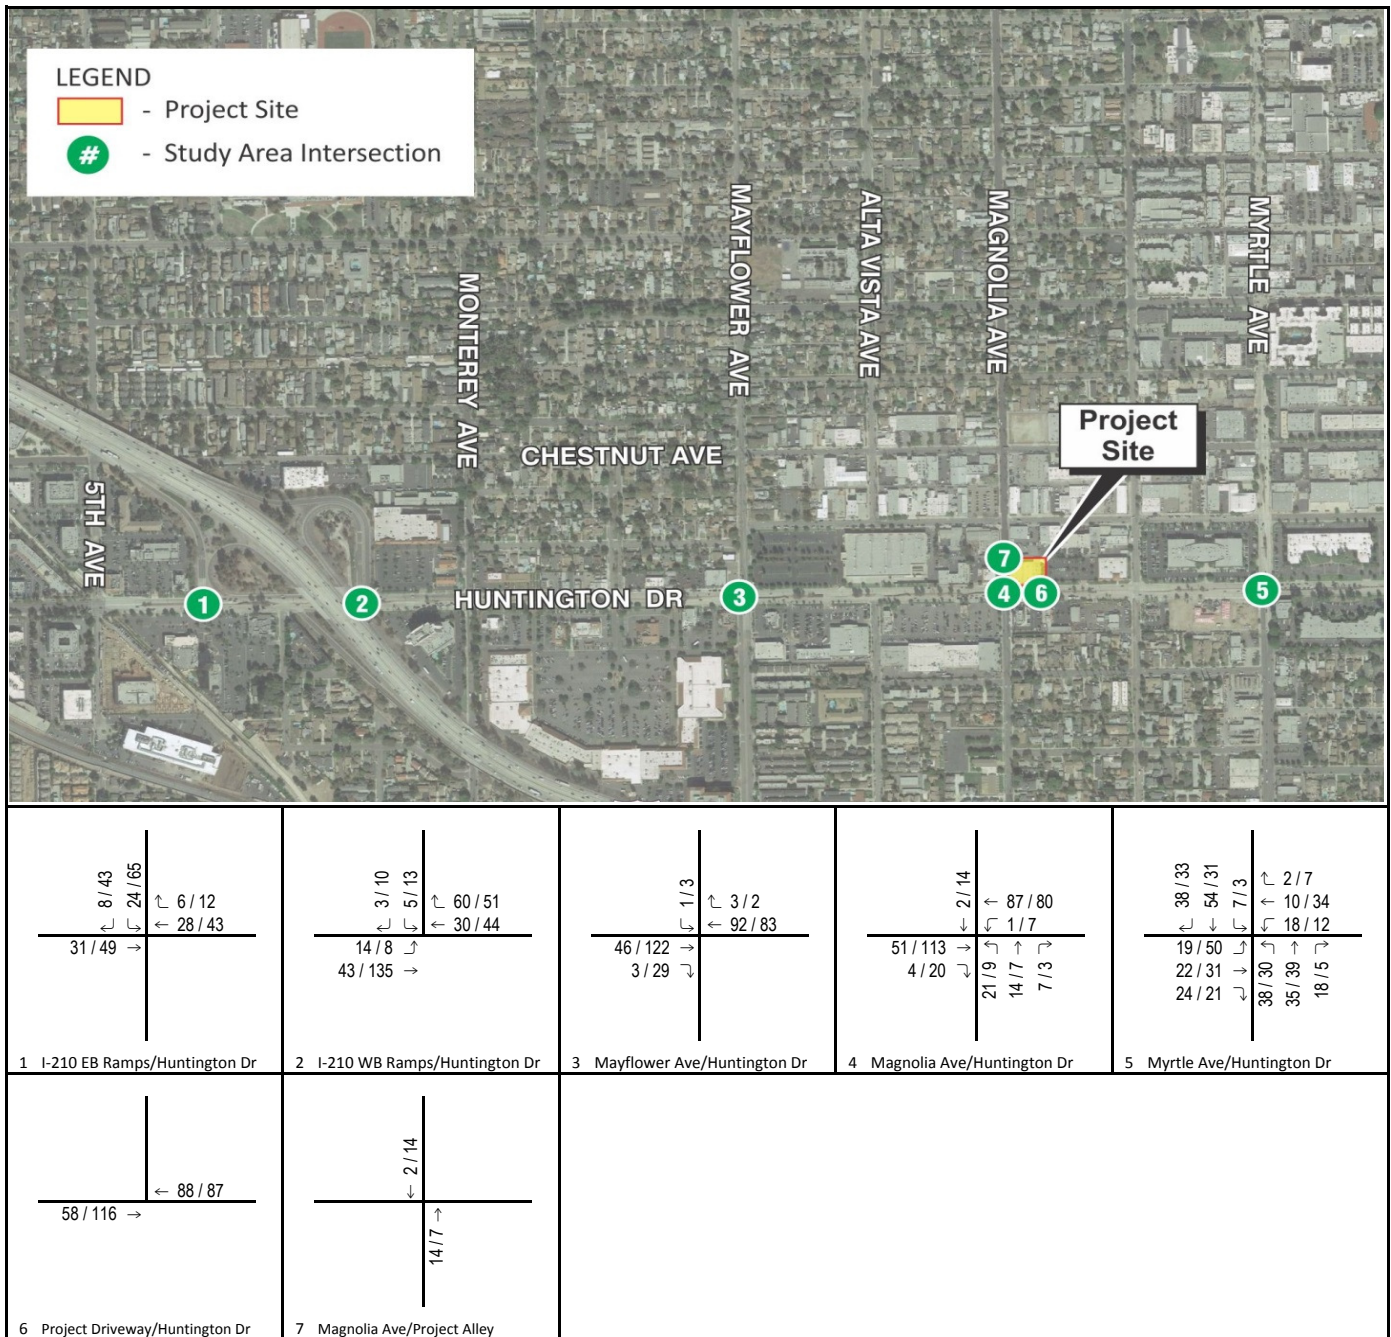 LEGEND
- Project Site
# - Study Area Intersection
MONTEREY AVE
MAYFLOWER AVE
ALTA VISTA AVE
MAGNOLIA AVE
MYRTLE AVE
Project
Site
CHESTNUT AVE
5TH AVE
HUNTINGTON DR
1
2
3
7
4
6
5
8 / 43
24 / 65
↵ ↳ 6 / 12
← 28 / 43
31 / 49 →
1 I-210 EB Ramps/Huntington Dr
3 / 10
5 / 13
60 / 51
← 30 / 44
14 / 8
43 / 135 →
2 I-210 WB Ramps/Huntington Dr
1 / 3
3 / 2
← 92 / 83
46 / 122 →
3 / 29
3 Mayflower Ave/Huntington Dr
2 / 14
← 87 / 80
↓ 1 / 7
51 / 113 →
4 / 20
21 / 9
14 / 7
7 / 3
4 Magnolia Ave/Huntington Dr
38 / 33
54 / 31
7 / 3
2 / 7
← 10 / 34
18 / 12
19 / 50
22 / 31 →
24 / 21
38 / 30
35 / 39
18 / 5
5 Myrtle Ave/Huntington Dr
← 88 / 87
58 / 116 →
6 Project Driveway/Huntington Dr
2 / 14
14 / 7
7 Magnolia Ave/Project Alley